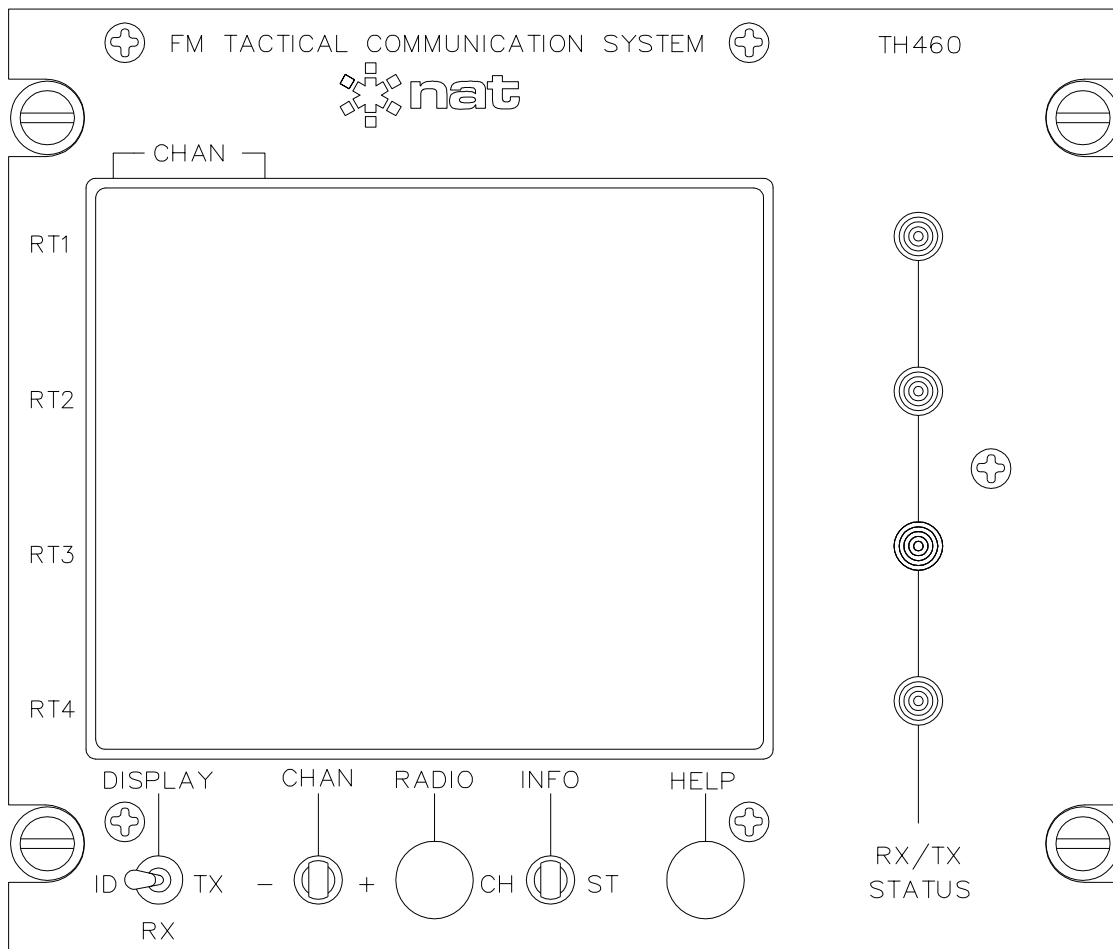 FM TACTICAL COMMUNICATION SYSTEM
TH460
nat
CHAN
RT1
RT2
RT3
RT4
DISPLAY CHAN RADIO INFO HELP
ID TX - + CH ST
RX
RX/TX
STATUS